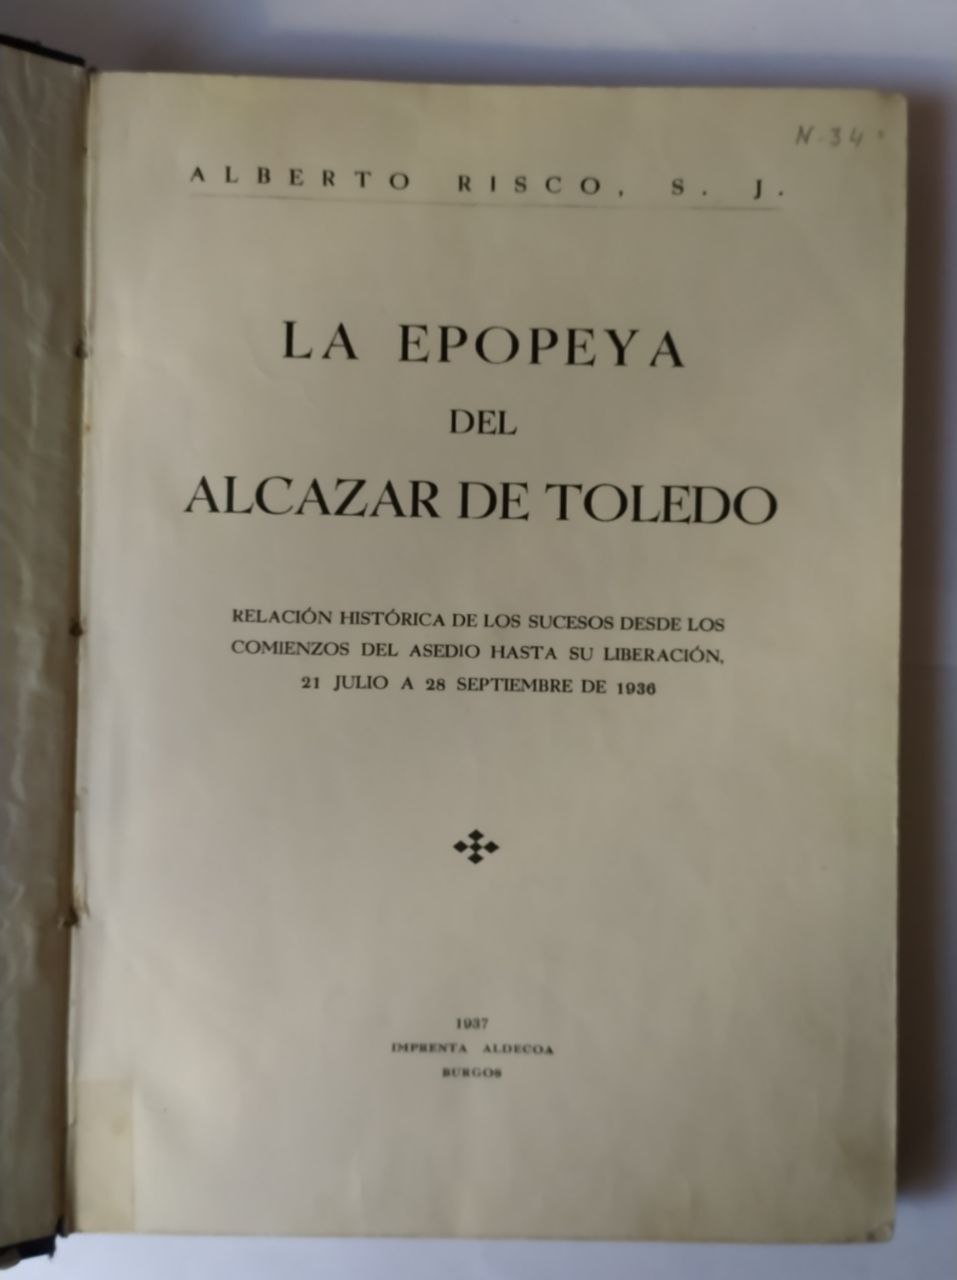 N-34
ALBERTO RISCO, S. J.
LA EPOPEYA
DEL
ALCAZAR DE TOLEDO
RELACIÓN HISTÓRICA DE LOS SUCESOS DESDE LOS
COMIENZOS DEL ASEDIO HASTA SU LIBERACIÓN,
21 JULIO A 28 SEPTIEMBRE DE 1936
1937
IMPRENTA ALDECOA
BURGOS